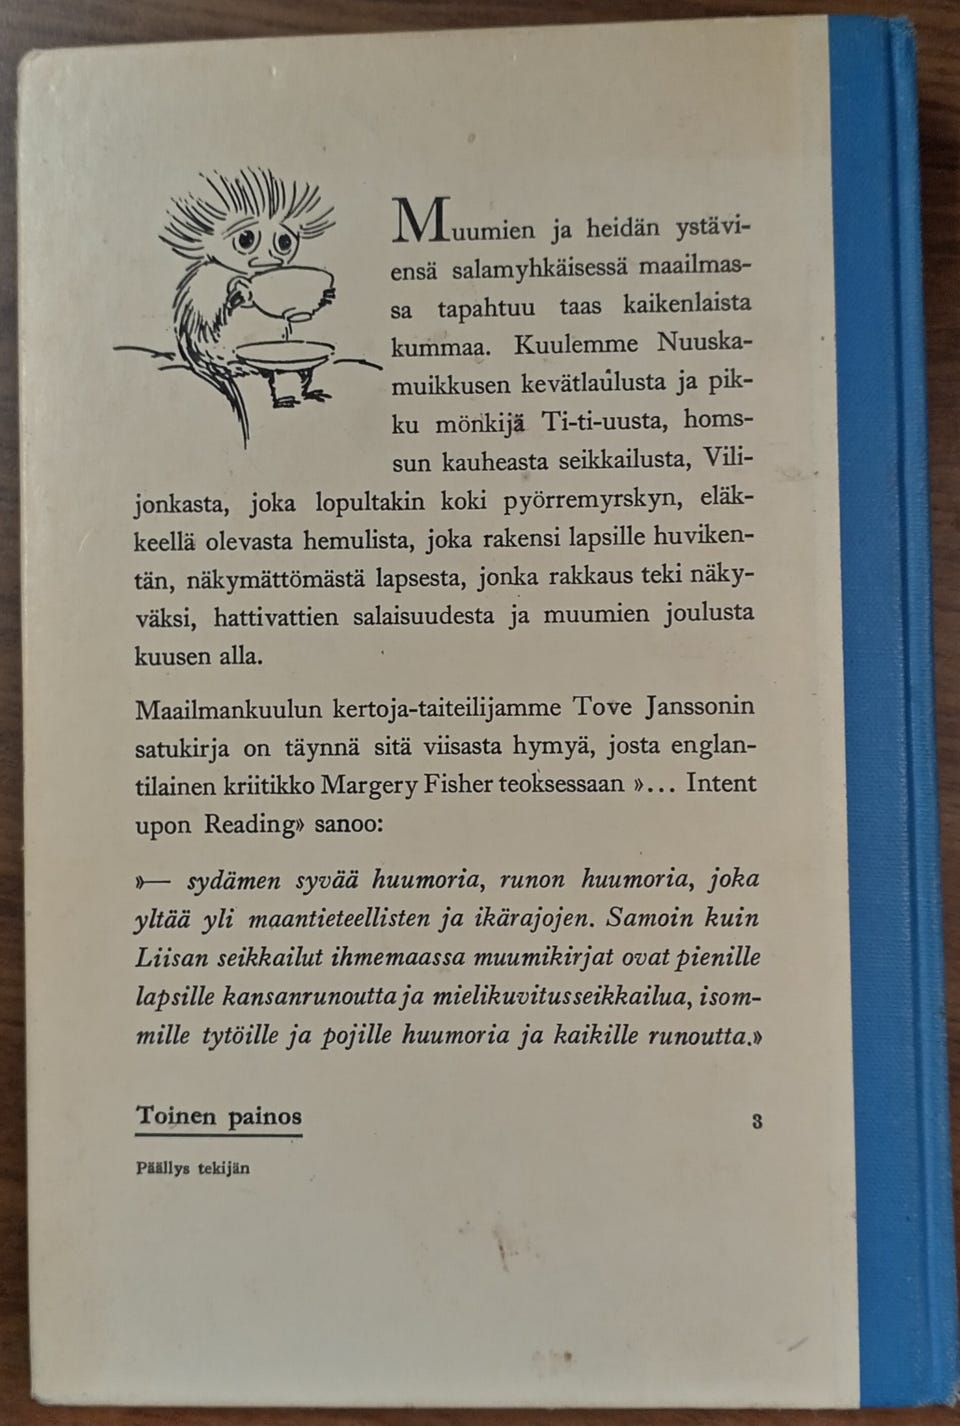 Muumien ja heidän ystävi-
ensä salamyhkäisessä maailmas-
sa tapahtuu taas kaikenlaista
kummaa. Kuulemme Nuuska-
muikkusen kevätlaulusta ja pik-
ku mönkijä Ti-ti-uusta, homs-
sun kauheasta seikkailusta, Vili-
jonkasta, joka lopultakin koki pyörremyrskyn, eläk-
keellä olevasta hemulista, joka rakensi lapsille huviken-
tän, näkymättömästä lapsesta, jonka rakkaus teki näky-
väksi, hattivattien salaisuudesta ja muumien joulusta
kuusen alla.
Maailmankuulun kertoja-taiteilijamme Tove Janssonin
satukirja on täynnä sitä viisasta hymyä, josta englan-
tilainen kriitikko Margery Fisher teoksessaan »... Intent
upon Reading» sanoo:
»— sydämen syvää huumoria, runon huumoria, joka
yltää yli maantieteellisten ja ikärajojen. Samoin kuin
Liisan seikkailut ihmemaassa muumikirjat ovat pienille
lapsille kansanrunoutta ja mielikuvitusseikkailua, isom-
mille tytöille ja pojille huumoria ja kaikille runoutta.»
Toinen painos
3
Päällys tekijän